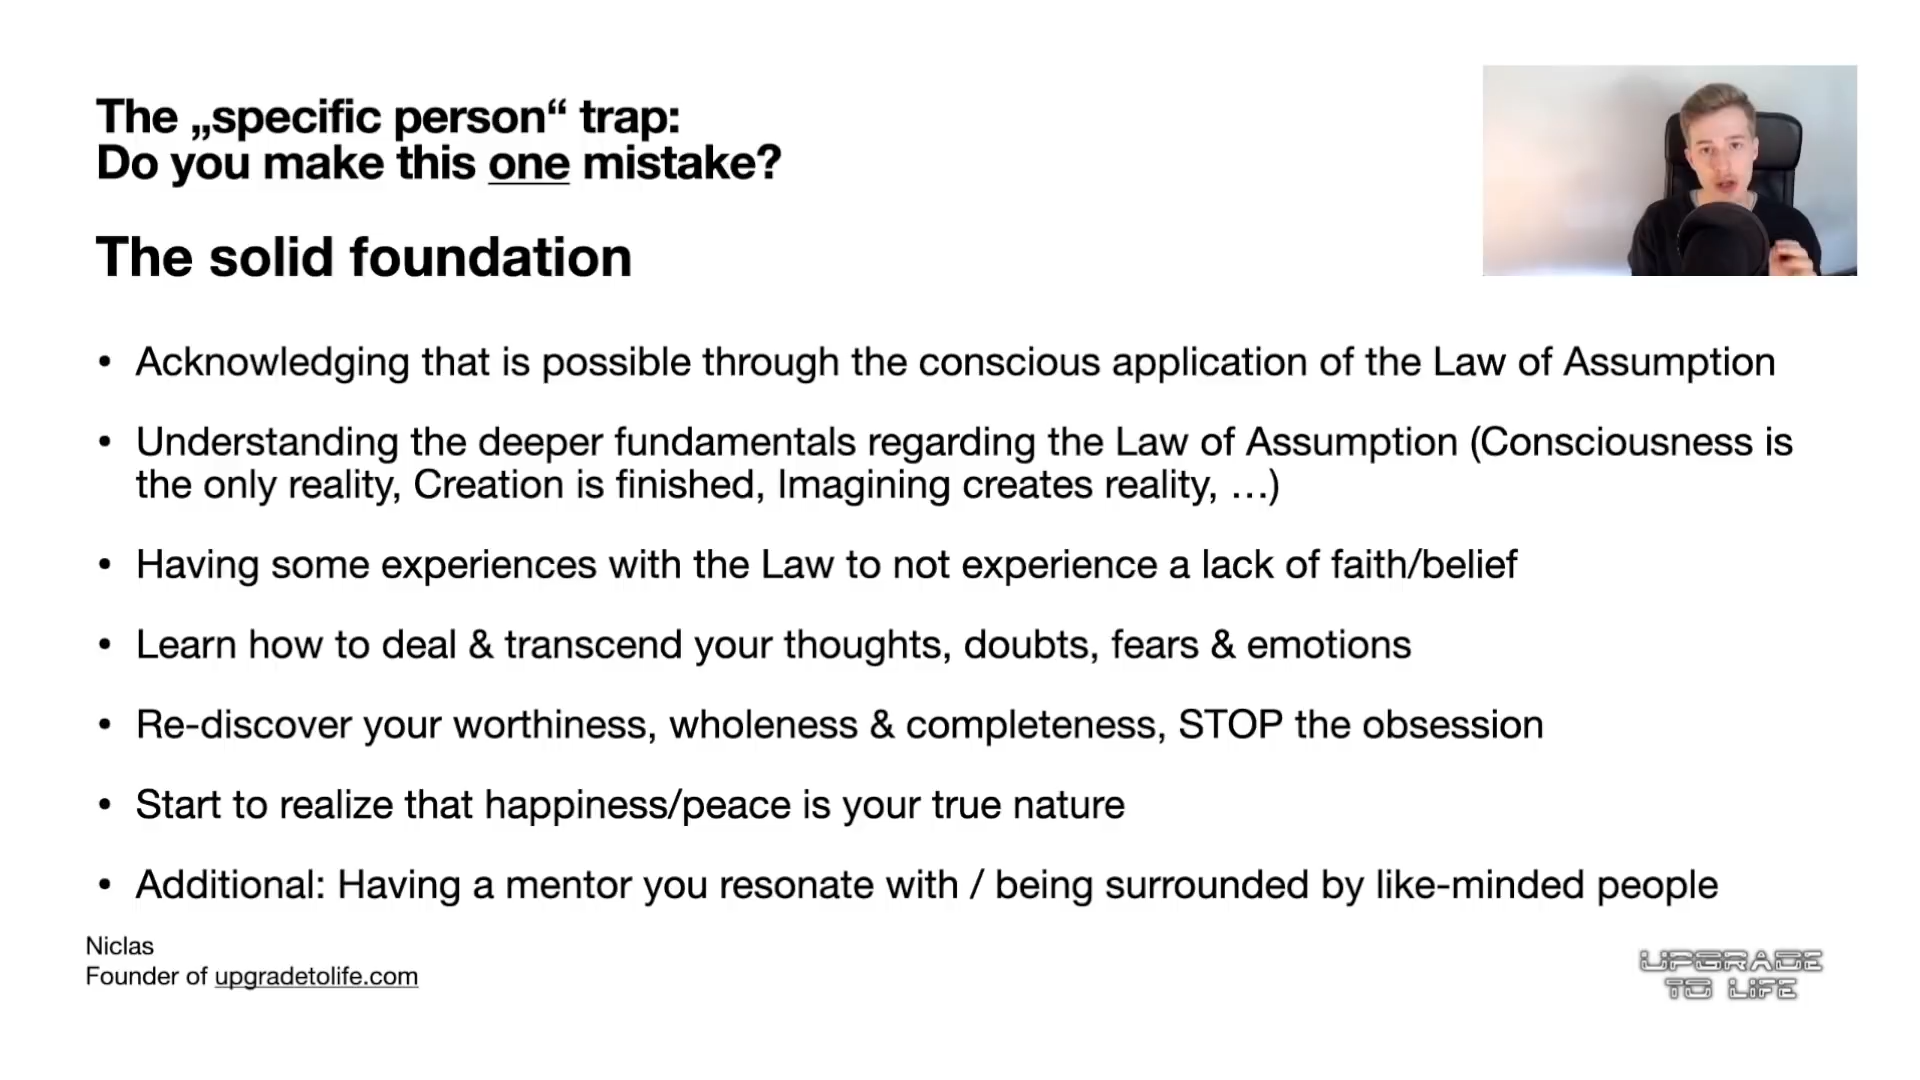 The „specific person“ trap:
Do you make this one mistake?
The solid foundation
• Acknowledging that is possible through the conscious application of the Law of Assumption
• Understanding the deeper fundamentals regarding the Law of Assumption (Consciousness is
the only reality, Creation is finished, Imagining creates reality, …)
• Having some experiences with the Law to not experience a lack of faith/belief
• Learn how to deal & transcend your thoughts, doubts, fears & emotions
• Re-discover your worthiness, wholeness & completeness, STOP the obsession
• Start to realize that happiness/peace is your true nature
• Additional: Having a mentor you resonate with / being surrounded by like-minded people
Niclas
Founder of upgradetolife.com
UPGRADE
TO LIFE